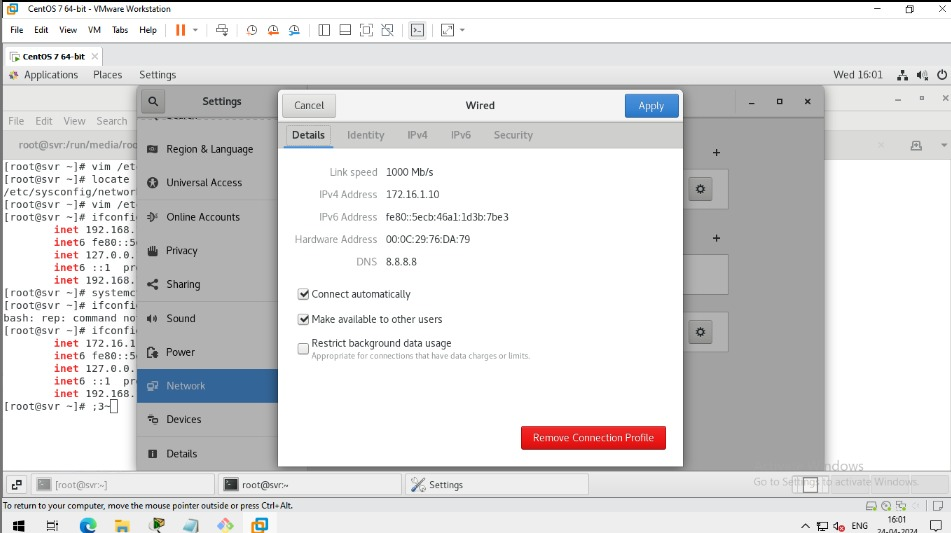 CentOS 7 64-bit - VMware Workstation
File Edit View VM Tabs Help
CentOS 7 64-bit
Applications Places Settings Wed 16:01
Settings
Cancel Wired Apply
File Edit View Search
Details Identity IPv4 IPv6 Security
root@svr:/run/media/roo
Region & Language
Universal Access
Online Accounts
Privacy
Sharing
Sound
Power
Network
Devices
Details
[root@svr ~]# vim /et
[root@svr ~]# locate
/etc/sysconfig/networ
[root@svr ~]# vim /et
[root@svr ~]# ifconfi
inet 192.168.
inet6 fe80::5
inet 127.0.0.
inet6 ::1 pr
inet 192.168.
[root@svr ~]# systemc
[root@svr ~]# ifconfi
bash: rep: command no
[root@svr ~]# ifconfi
inet 172.16.1
inet6 fe80::5
inet 127.0.0.
inet6 ::1 pr
inet 192.168.
[root@svr ~]# ;3~
Link speed 1000 Mb/s
IPv4 Address 172.16.1.10
IPv6 Address fe80::5ecb:46a1:1d3b:7be3
Hardware Address 00:0C:29:76:DA:79
DNS 8.8.8.8
Connect automatically
Make available to other users
Restrict background data usage
Appropriate for connections that have data charges or limits.
Remove Connection Profile
ndows
Go to Settings to activate Windows.
[root@svr:~] root@svr:~ Settings
To return to your computer, move the mouse pointer outside or press Ctrl+Alt.
ENG 16:01
24-04-2024